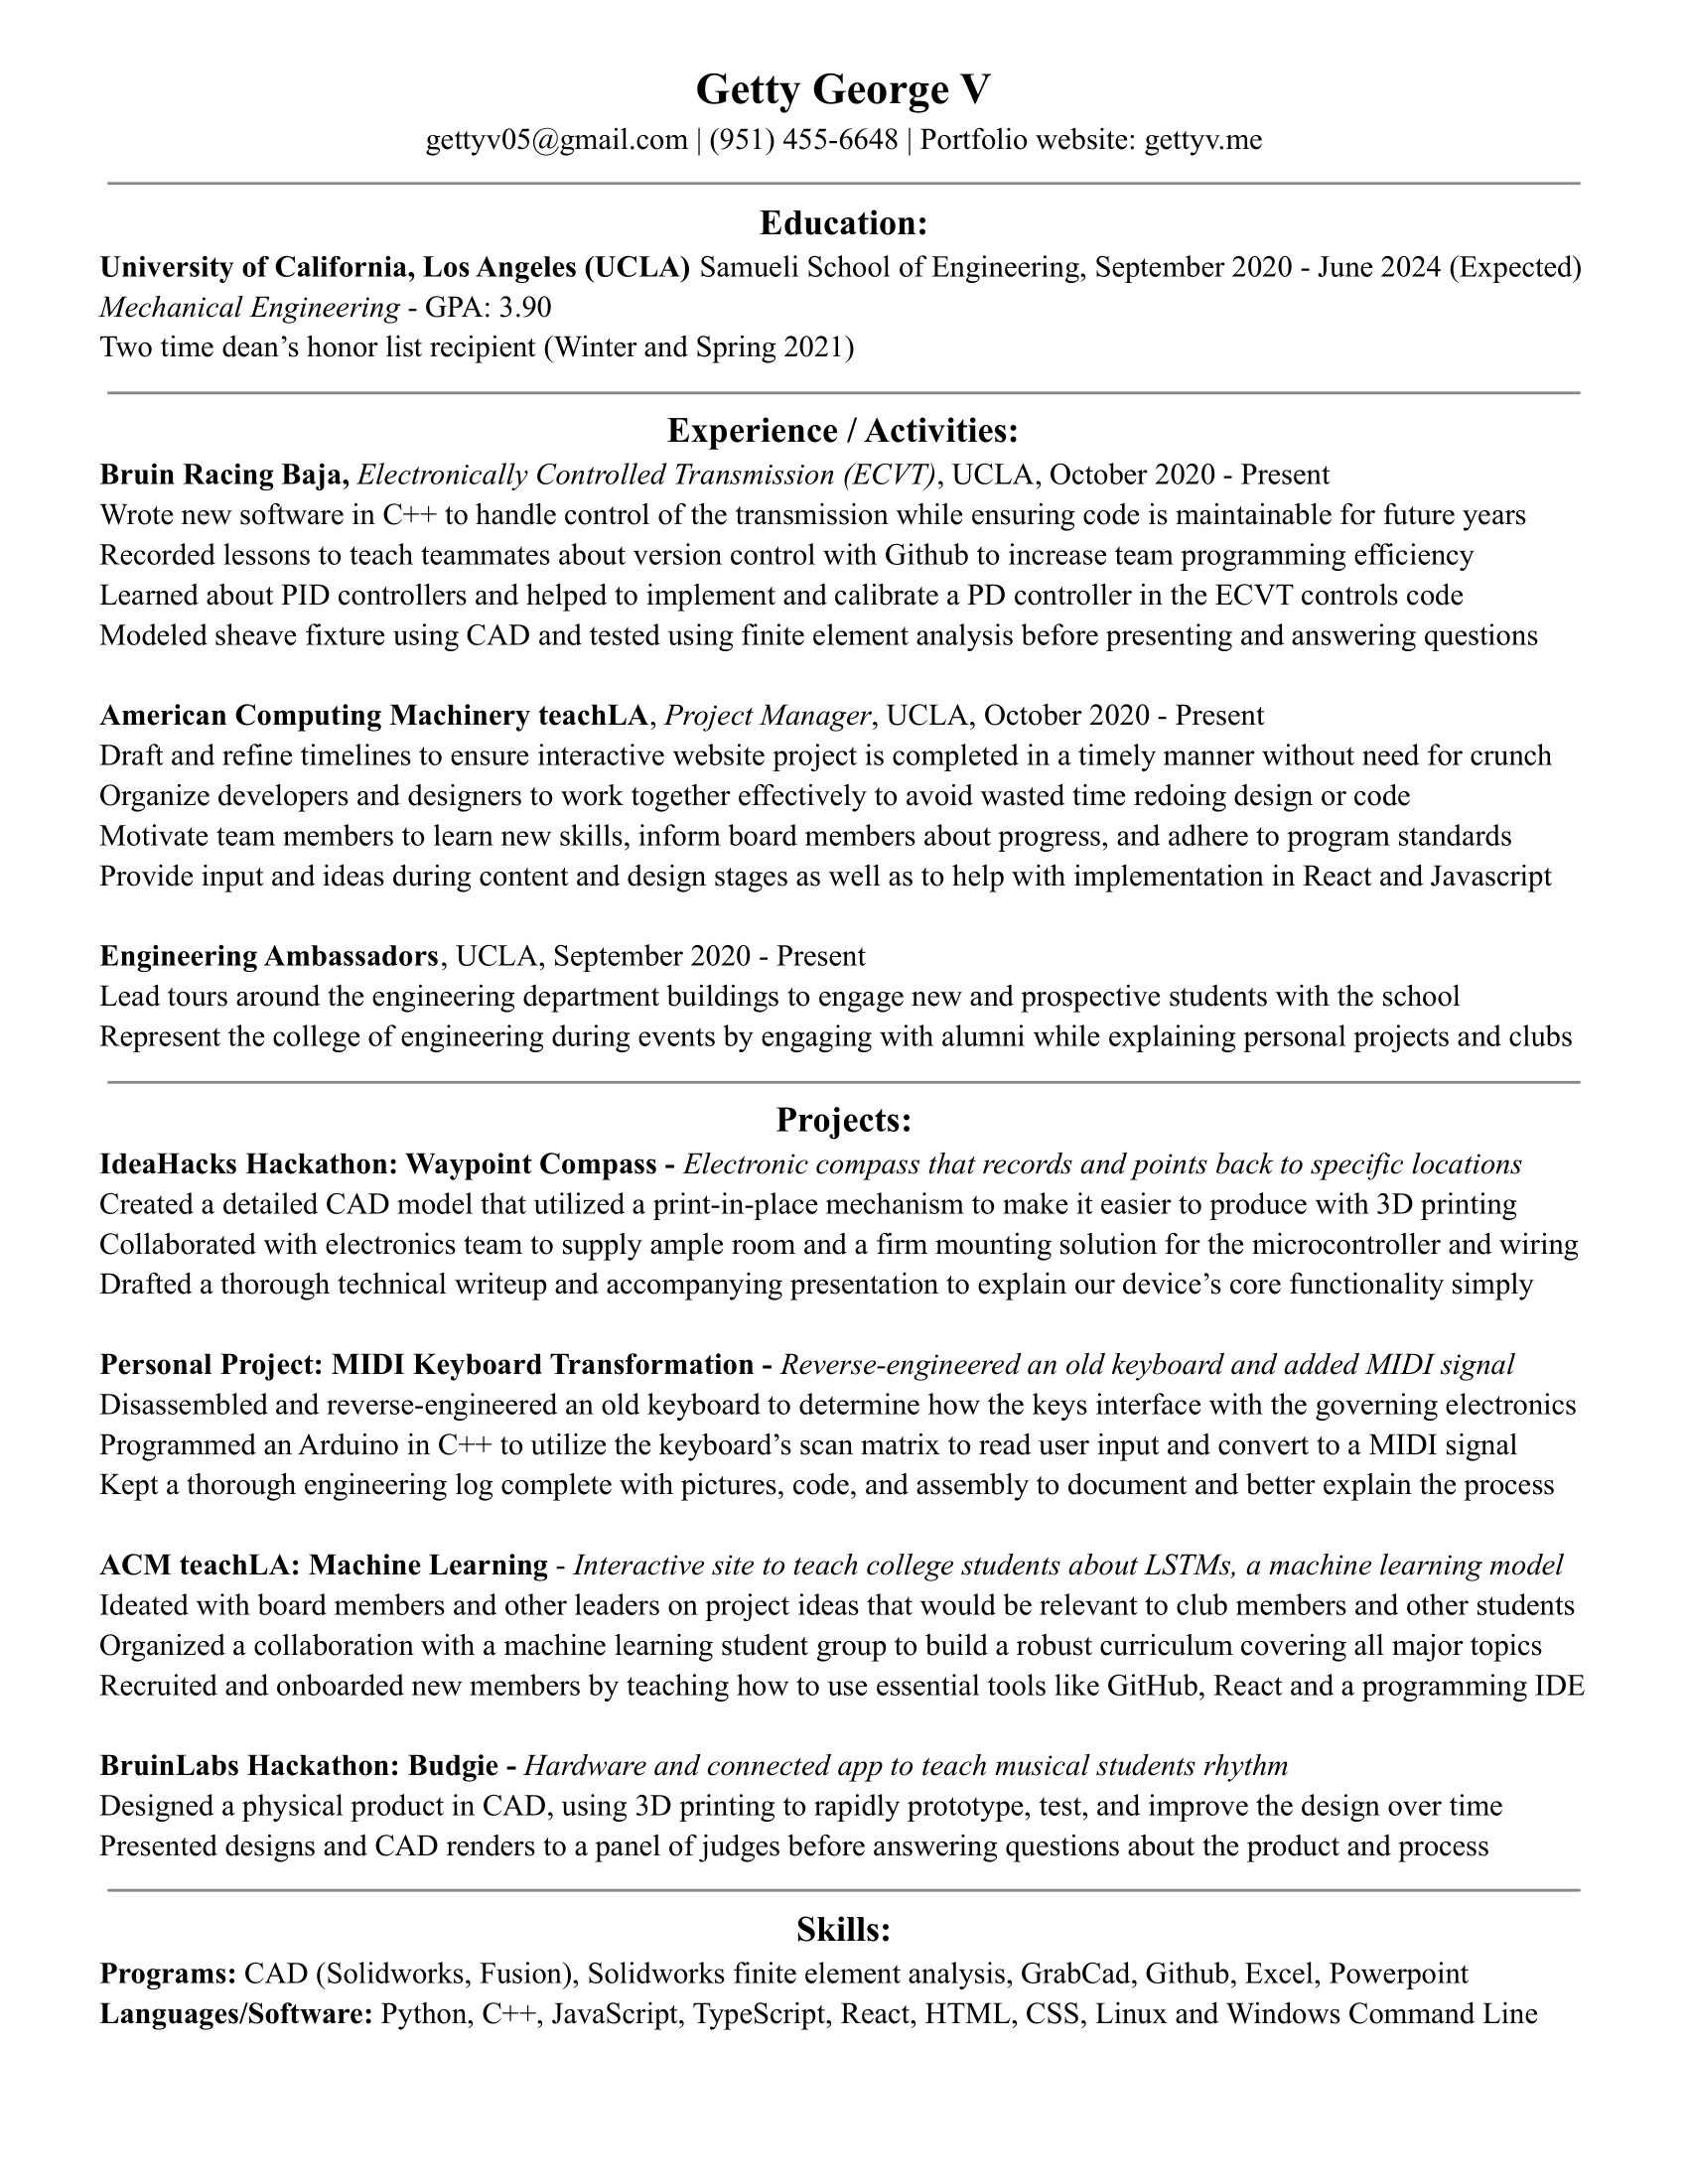 Getty George V
gettyv05@gmail.com | (951) 455-6648 | Portfolio website: gettyv.me
Education:
University of California, Los Angeles (UCLA) Samueli School of Engineering, September 2020 - June 2024 (Expected)
Mechanical Engineering - GPA: 3.90
Two time dean’s honor list recipient (Winter and Spring 2021)
Experience / Activities:
Bruin Racing Baja, Electronically Controlled Transmission (ECVT), UCLA, October 2020 - Present
Wrote new software in C++ to handle control of the transmission while ensuring code is maintainable for future years
Recorded lessons to teach teammates about version control with Github to increase team programming efficiency
Learned about PID controllers and helped to implement and calibrate a PD controller in the ECVT controls code
Modeled sheave fixture using CAD and tested using finite element analysis before presenting and answering questions
American Computing Machinery teachLA, Project Manager, UCLA, October 2020 - Present
Draft and refine timelines to ensure interactive website project is completed in a timely manner without need for crunch
Organize developers and designers to work together effectively to avoid wasted time redoing design or code
Motivate team members to learn new skills, inform board members about progress, and adhere to program standards
Provide input and ideas during content and design stages as well as to help with implementation in React and Javascript
Engineering Ambassadors, UCLA, September 2020 - Present
Lead tours around the engineering department buildings to engage new and prospective students with the school
Represent the college of engineering during events by engaging with alumni while explaining personal projects and clubs
Projects:
IdeaHacks Hackathon: Waypoint Compass - Electronic compass that records and points back to specific locations
Created a detailed CAD model that utilized a print-in-place mechanism to make it easier to produce with 3D printing
Collaborated with electronics team to supply ample room and a firm mounting solution for the microcontroller and wiring
Drafted a thorough technical writeup and accompanying presentation to explain our device’s core functionality simply
Personal Project: MIDI Keyboard Transformation - Reverse-engineered an old keyboard and added MIDI signal
Disassembled and reverse-engineered an old keyboard to determine how the keys interface with the governing electronics
Programmed an Arduino in C++ to utilize the keyboard’s scan matrix to read user input and convert to a MIDI signal
Kept a thorough engineering log complete with pictures, code, and assembly to document and better explain the process
ACM teachLA: Machine Learning - Interactive site to teach college students about LSTMs, a machine learning model
Ideated with board members and other leaders on project ideas that would be relevant to club members and other students
Organized a collaboration with a machine learning student group to build a robust curriculum covering all major topics
Recruited and onboarded new members by teaching how to use essential tools like GitHub, React and a programming IDE
BruinLabs Hackathon: Budgie - Hardware and connected app to teach musical students rhythm
Designed a physical product in CAD, using 3D printing to rapidly prototype, test, and improve the design over time
Presented designs and CAD renders to a panel of judges before answering questions about the product and process
Skills:
Programs: CAD (Solidworks, Fusion), Solidworks finite element analysis, GrabCad, Github, Excel, Powerpoint
Languages/Software: Python, C++, JavaScript, TypeScript, React, HTML, CSS, Linux and Windows Command Line